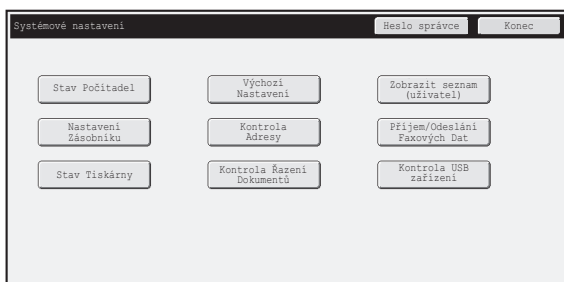 Systémové nastavení
Heslo správce
Konec
Stav Počítadel
Výchozí
Nastavení
Zobrazit seznam
(uživatel)
Nastavení
Zásobníku
Kontrola
Adresy
Příjem/Odeslání
Faxových Dat
Stav Tiskárny
Kontrola Řazení
Dokumentů
Kontrola USB
zařízení